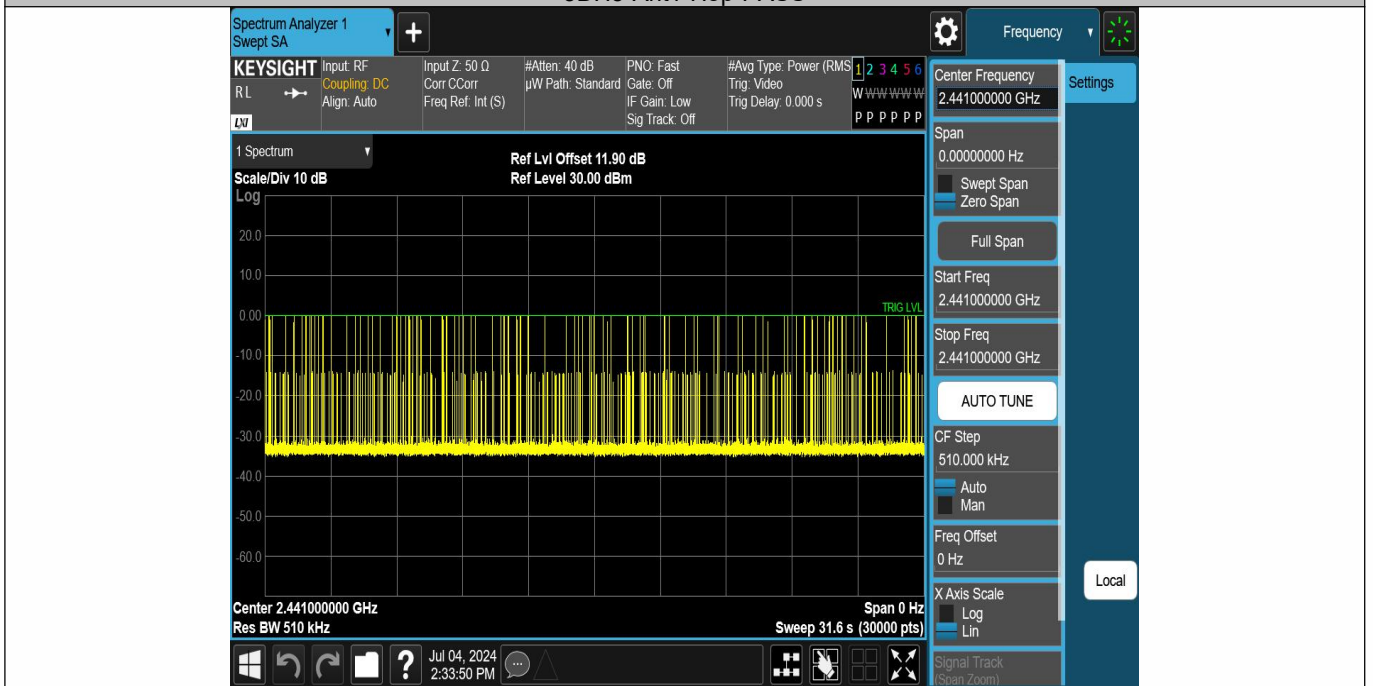 Spectrum Analyzer 1
Swept SA
Frequency
KEYSIGHT
RL
LXI
Input: RF
Coupling: DC
Align: Auto
Input Z: 50 Ω
Corr CCorr
Freq Ref: Int (S)
#Atten: 40 dB
µW Path: Standard
PNO: Fast
Gate: Off
IF Gain: Low
Sig Track: Off
#Avg Type: Power (RMS
Trig: Video
Trig Delay: 0.000 s
1 2 3 4 5 6
W W W W W W
P P P P P P
1 Spectrum
Scale/Div 10 dB
Log
Ref Lvl Offset 11.90 dB
Ref Level 30.00 dBm
20.0
10.0
0.00
TRIG LVL
-10.0
-20.0
-30.0
-40.0
-50.0
-60.0
Center 2.441000000 GHz
Res BW 510 kHz
Span 0 Hz
Sweep 31.6 s (30000 pts)
Center Frequency
2.441000000 GHz
Settings
Span
0.00000000 Hz
Swept Span
Zero Span
Full Span
Start Freq
2.441000000 GHz
Stop Freq
2.441000000 GHz
AUTO TUNE
CF Step
510.000 kHz
Auto
Man
Freq Offset
0 Hz
Local
X Axis Scale
Log
Lin
Signal Track
(Span Zoom)
?
Jul 04, 2024
2:33:50 PM